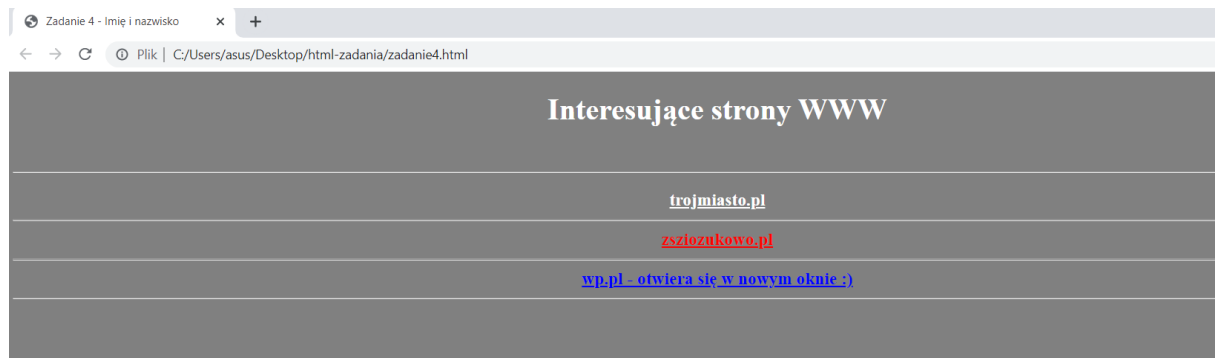 Zadanie 4 - Imię i nazwisko
Plik | C:/Users/asus/Desktop/html-zadania/zadanie4.html
Interesujące strony WWW
trojmiasto.pl
zsziozukowo.pl
wp.pl - otwiera się w nowym oknie :)